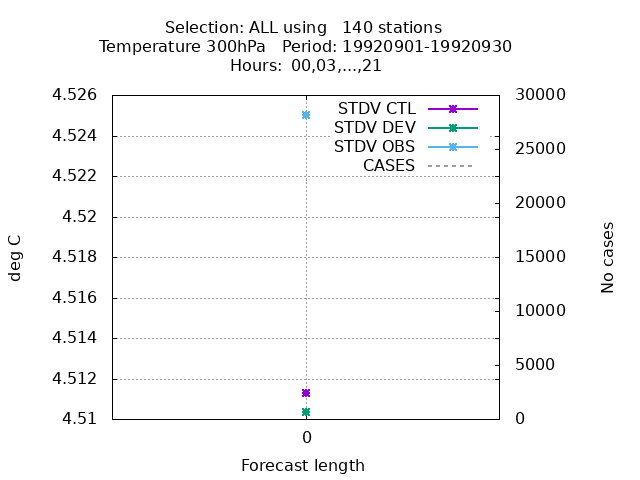 Selection: ALL using   140 stations
Temperature 300hPa   Period: 19920901-19920930
Hours:  00,03,...,21
4.526
4.524
4.522
4.52
4.518
4.516
4.514
4.512
4.51
deg C
STDV CTL
STDV DEV
STDV OBS
CASES
30000
25000
20000
15000
10000
5000
0
No cases
0
Forecast length